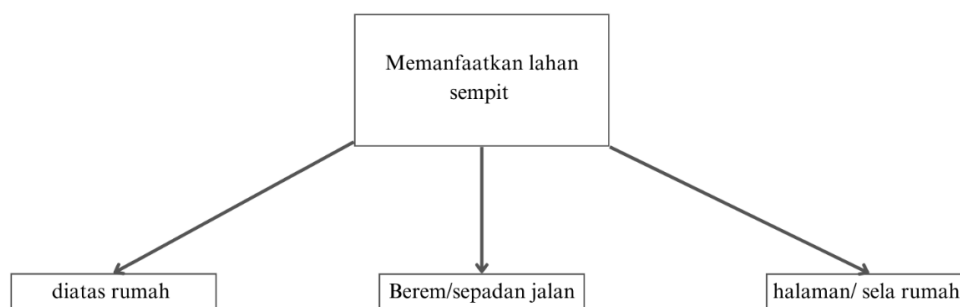 Memanfaatkan lahan
sempit
diatas rumah
Berem/sepadan jalan
halaman/ sela rumah